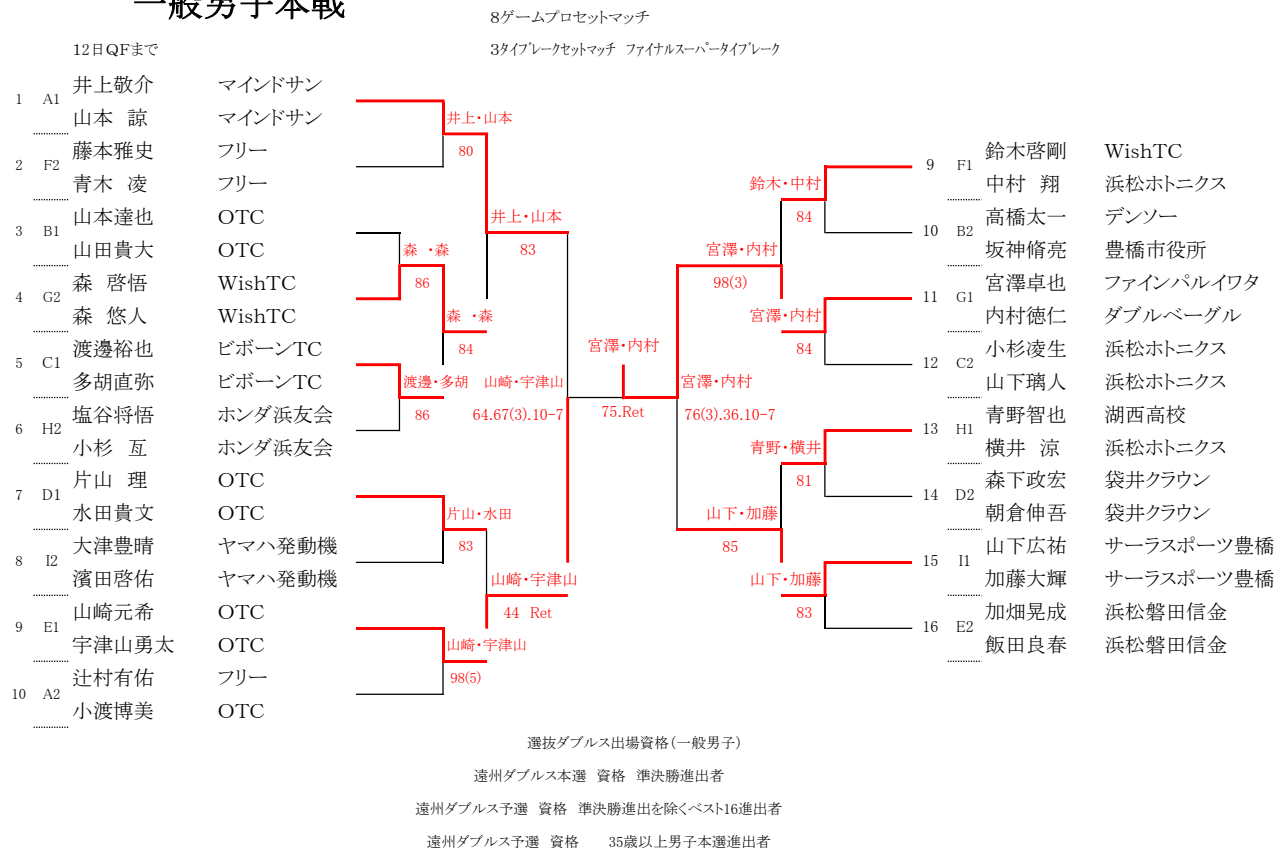 一般男子本戦
8ゲームプロセットマッチ
12日QFまで
3タイブレークセットマッチ ファイナルスーパータイブレーク
1 A1 井上敬介 マインドサン
山本 諒 マインドサン
2 F2 藤本雅史 フリー
青木 凌 フリー
3 B1 山本達也 OTC
山田貴大 OTC
4 G2 森 啓悟 WishTC
森 悠人 WishTC
5 C1 渡邊裕也 ビボーンTC
多胡直弥 ビボーンTC
6 H2 塩谷将悟 ホンダ浜友会
小杉 亙 ホンダ浜友会
7 D1 片山 理 OTC
水田貴文 OTC
8 I2 大津豊晴 ヤマハ発動機
濱田啓佑 ヤマハ発動機
9 E1 山崎元希 OTC
宇津山勇太 OTC
10 A2 辻村有佑 フリー
小渡博美 OTC
井上・山本
80
森 ・森
86
渡邊・多胡
86
片山・水田
83
山崎・宇津山
98(5)
井上・山本
83
森 ・森
84
山崎・宇津山
44 Ret
山崎・宇津山
64.67(3).10-7
宮澤・内村
75.Ret
宮澤・内村
76(3).36.10-7
宮澤・内村
98(3)
山下・加藤
85
鈴木・中村
84
宮澤・内村
84
青野・横井
81
山下・加藤
83
9 F1 鈴木啓剛 WishTC
中村 翔 浜松ホトニクス
10 B2 高橋太一 デンソー
坂神脩亮 豊橋市役所
11 G1 宮澤卓也 ファインパルイワタ
内村徳仁 ダブルベーグル
12 C2 小杉凌生 浜松ホトニクス
山下璃人 浜松ホトニクス
13 H1 青野智也 湖西高校
横井 涼 浜松ホトニクス
14 D2 森下政宏 袋井クラウン
朝倉伸吾 袋井クラウン
15 I1 山下広祐 サーラスポーツ豊橋
加藤大輝 サーラスポーツ豊橋
16 E2 加畑晃成 浜松磐田信金
飯田良春 浜松磐田信金
選抜ダブルス出場資格(一般男子)
遠州ダブルス本選 資格 準決勝進出者
遠州ダブルス予選 資格 準決勝進出を除くベスト16進出者
遠州ダブルス予選 資格 35歳以上男子本選進出者